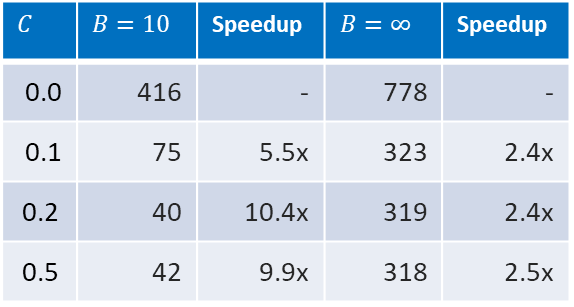 C B = 10 Speedup B = ∞ Speedup
0.0 416 - 778 -
0.1 75 5.5x 323 2.4x
0.2 40 10.4x 319 2.4x
0.5 42 9.9x 318 2.5x